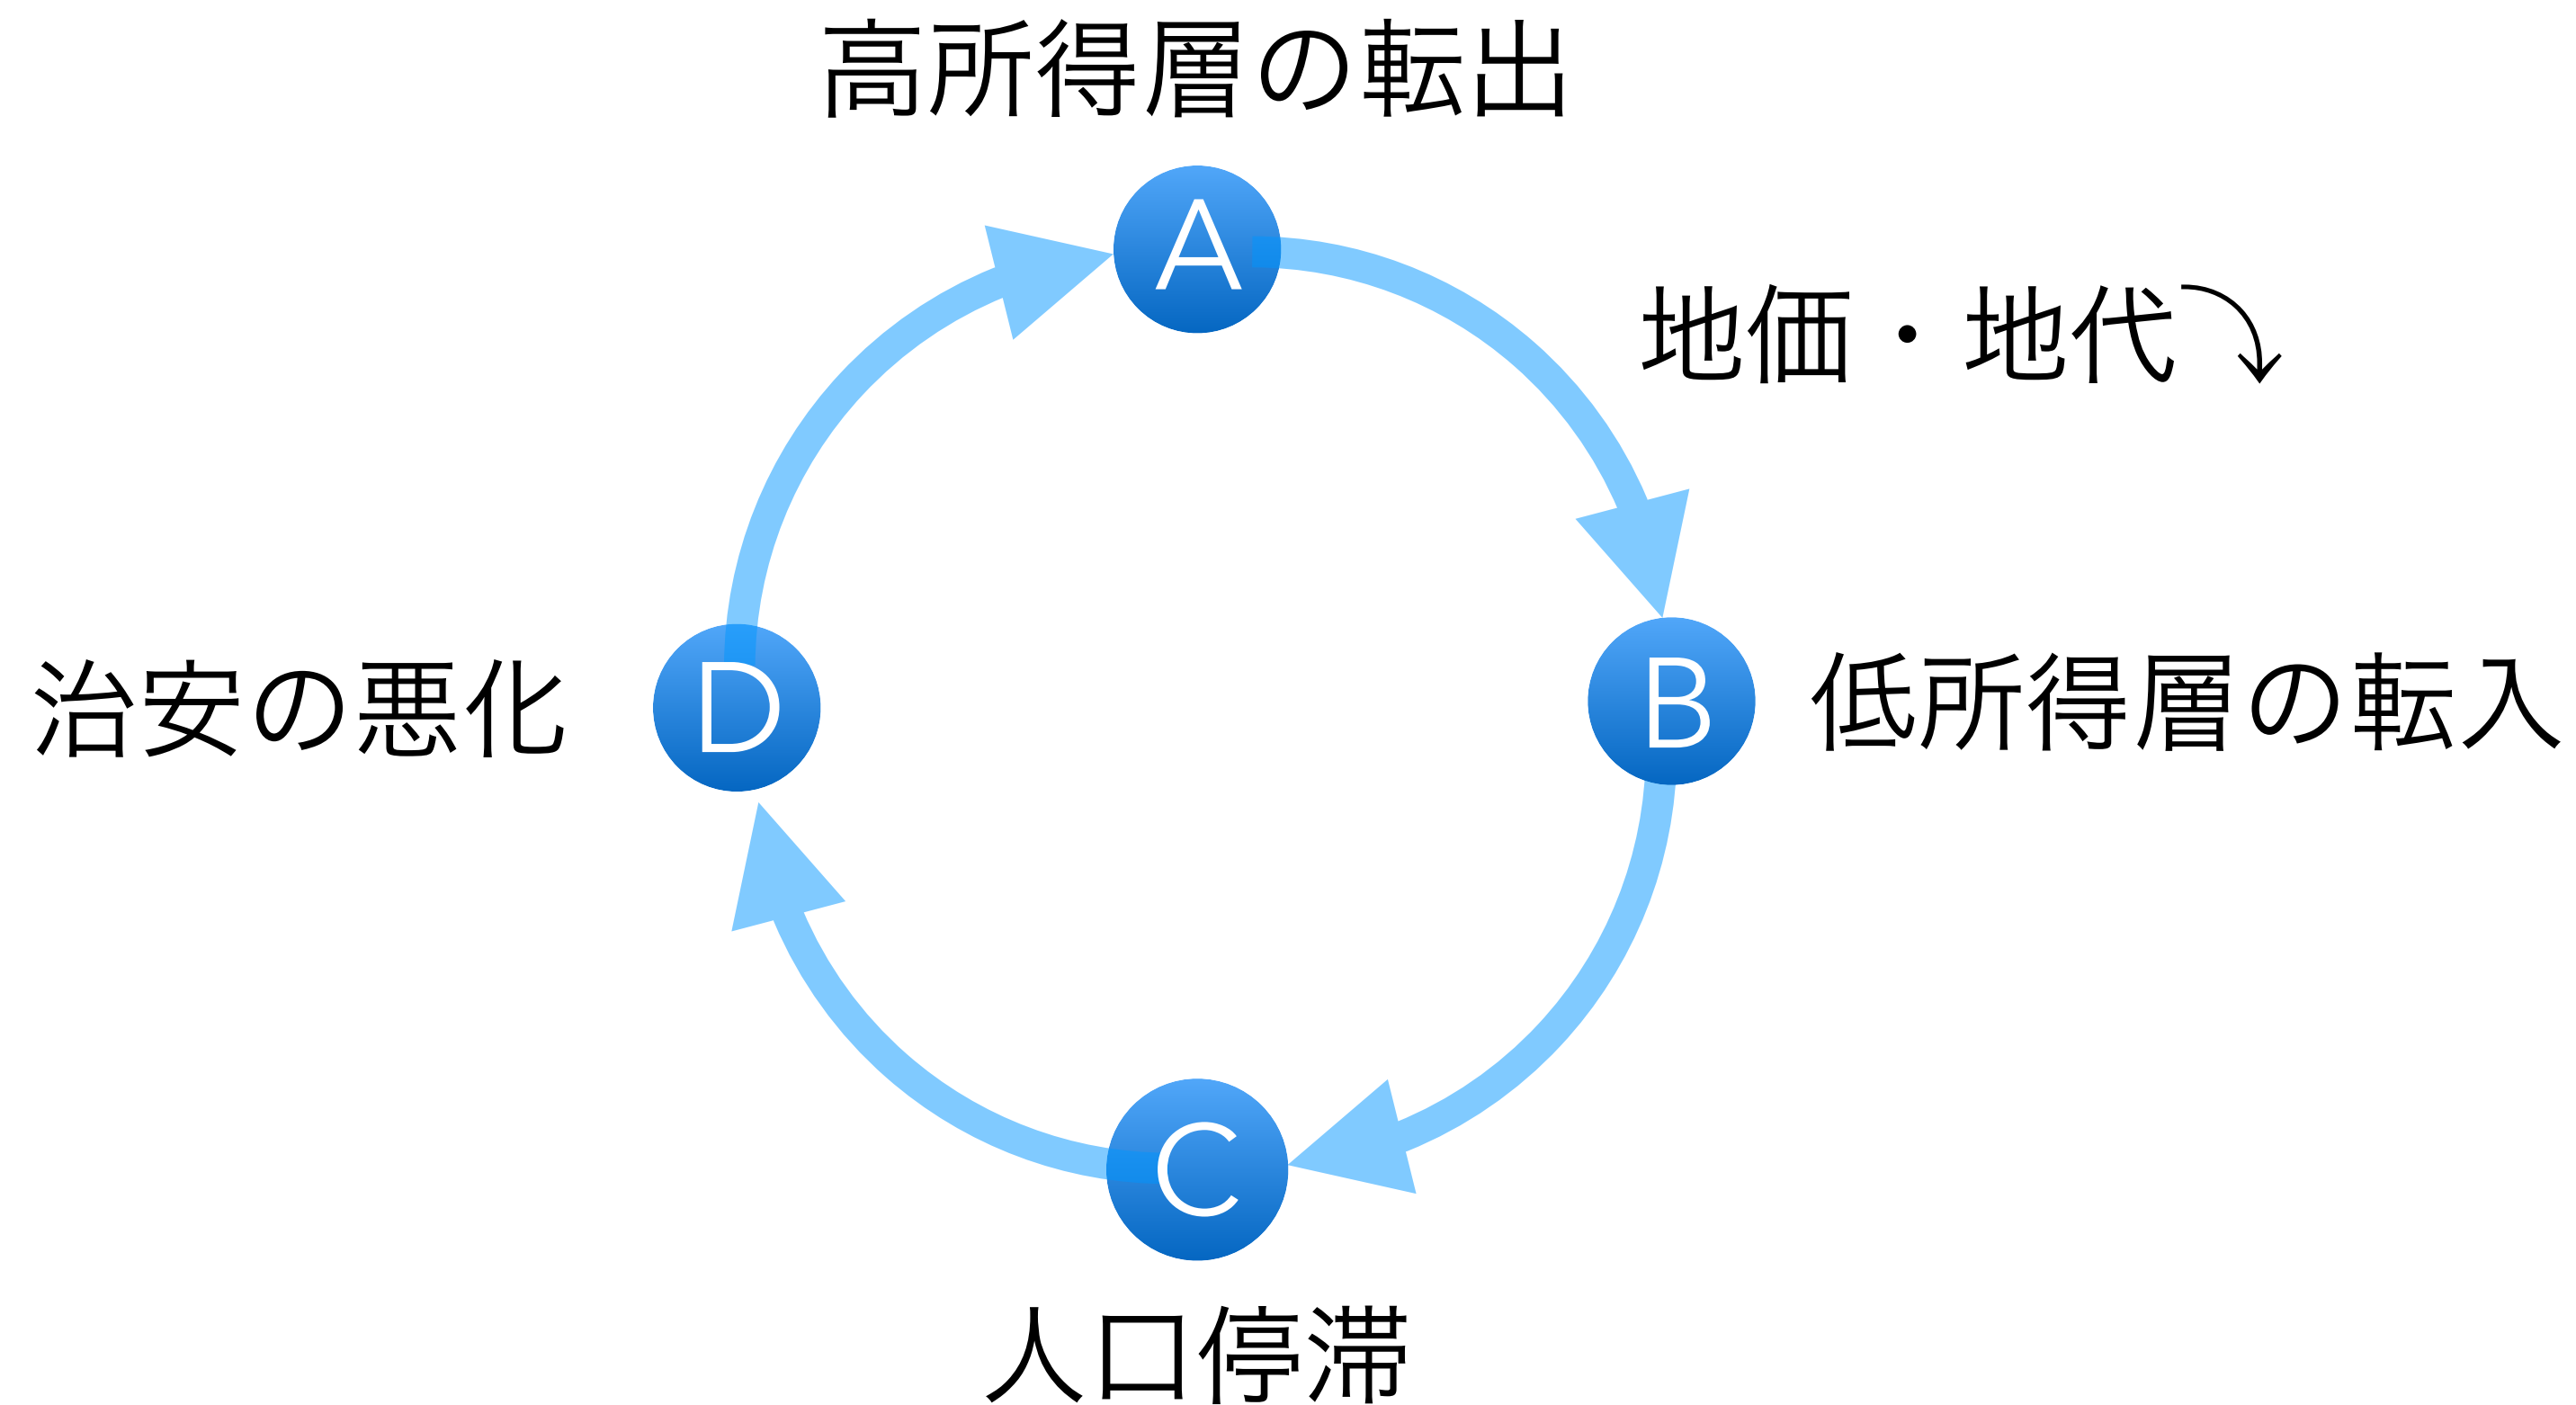 高所得層の転出
A
地価・地代⤵
治安の悪化
D
B
低所得層の転入
C
人口停滞